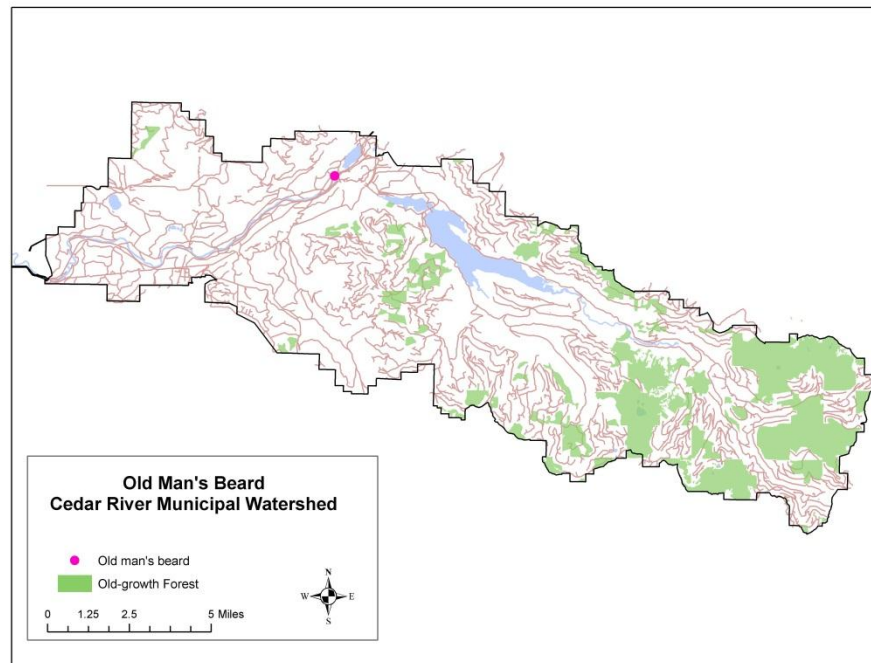 Old Man's Beard
Cedar River Municipal Watershed
Old man's beard
Old-growth Forest
N
W E
S
0 1.25 2.5 5 Miles